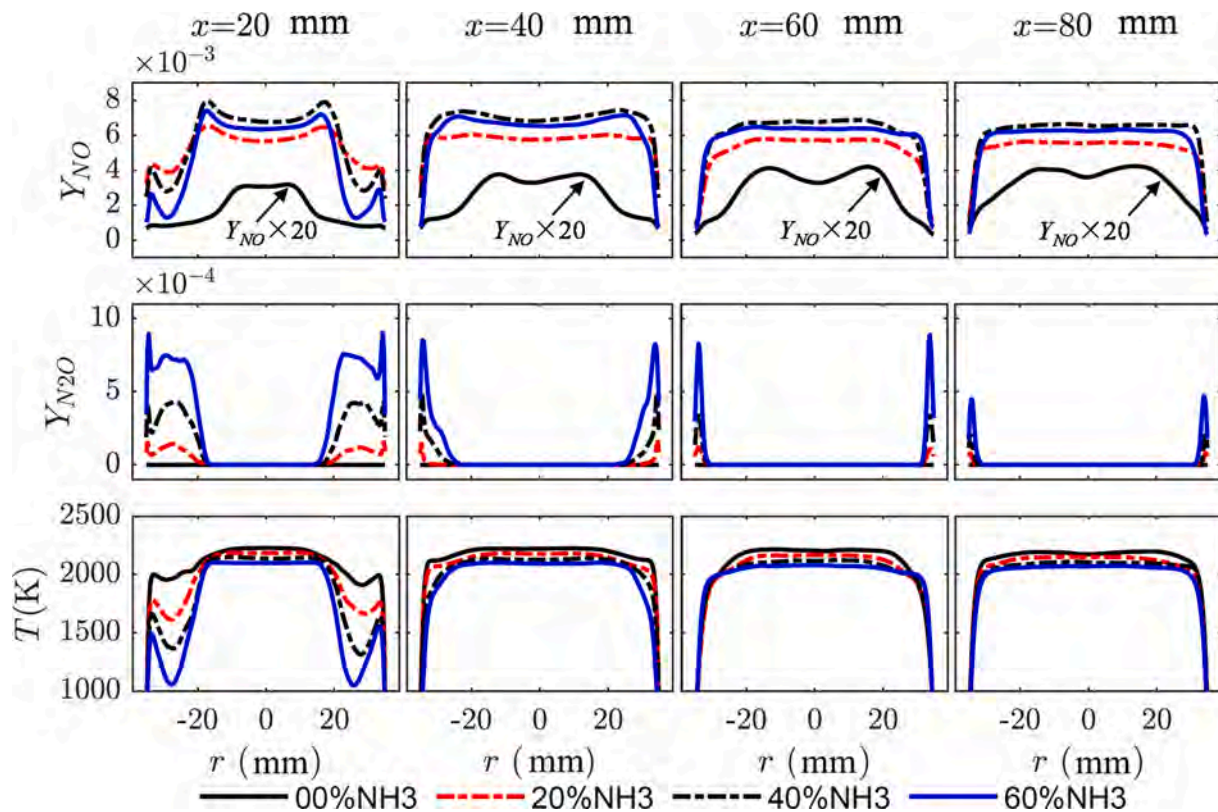 x=20 mm x=40 mm x=60 mm x=80 mm
×10⁻³
8
6
4
2
0
Y_NO
Y_NO×20 Y_NO×20 Y_NO×20 Y_NO×20
×10⁻⁴
10
5
0
Y_N2O
2500
2000
1500
1000
T(K)
-20 0 20 -20 0 20 -20 0 20 -20 0 20
r (mm) r (mm) r (mm) r (mm)
00%NH3 20%NH3 40%NH3 60%NH3